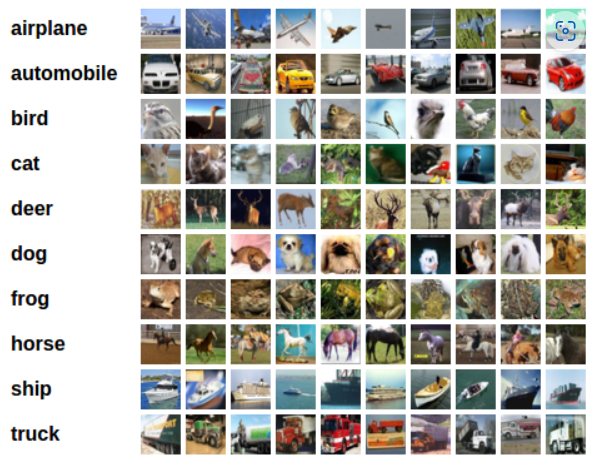 airplane
automobile
bird
cat
deer
dog
frog
horse
ship
truck